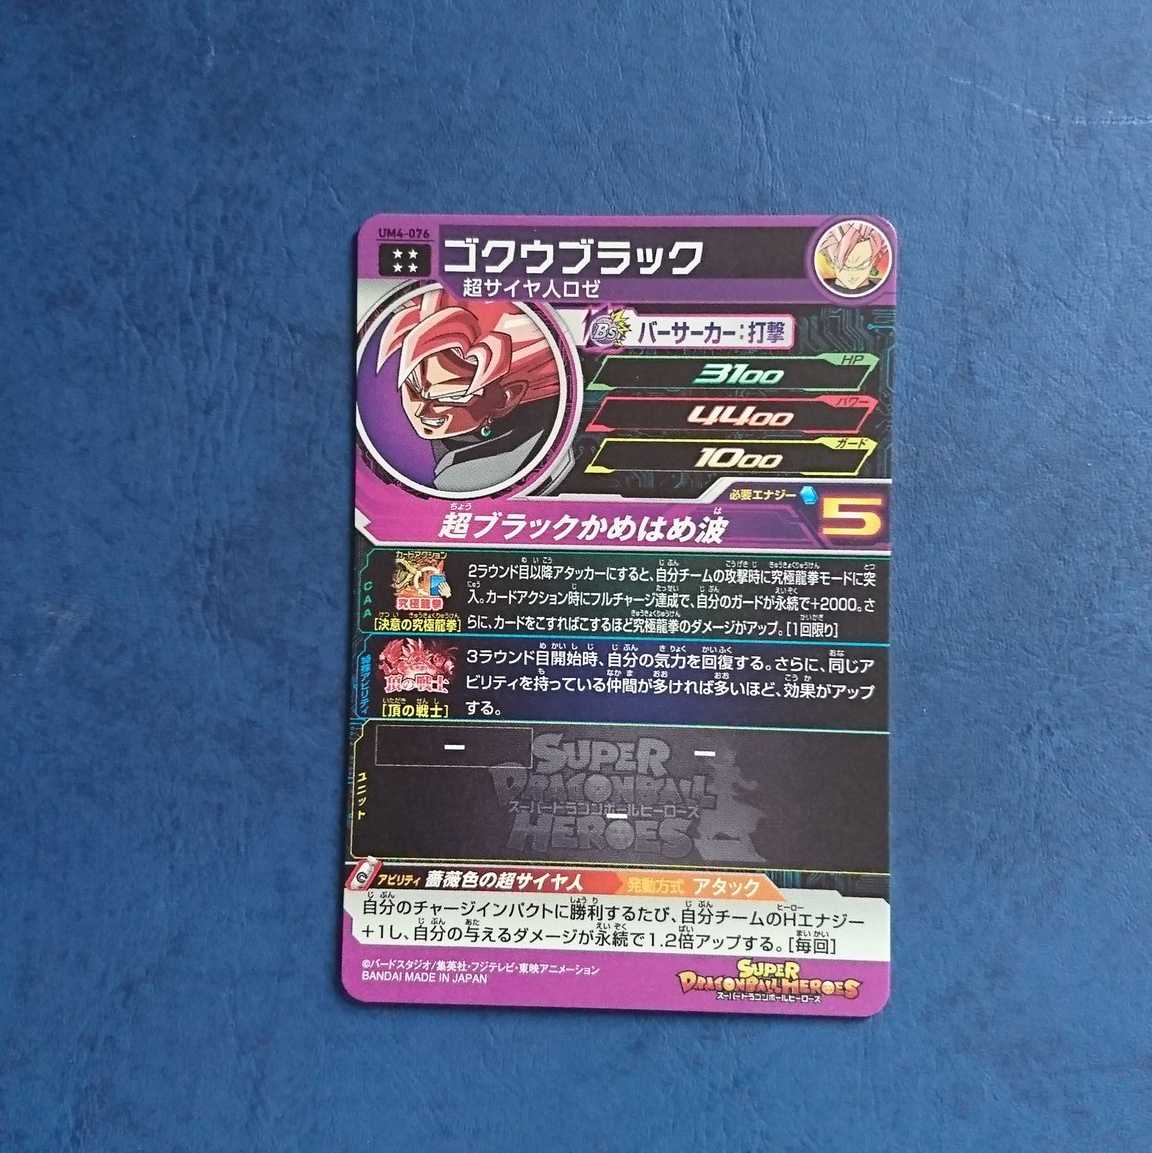 UM4-076
ゴクウブラック
超サイヤ人ロゼ
BS バーサーカー:打撃
HP
3100
パワー
4400
ガード
1000
必要エナジー
5
超ブラックかめはめ波
CAA
カードアクション
究極龍拳
[決意の究極龍拳]
2ラウンド目以降アタッカーにすると、自分チームの攻撃時に究極龍拳モードに突
入。カードアクション時にフルチャージ達成で、自分のガードが永続で+2000。さ
らに、カードをこすればこするほど究極龍拳のダメージがアップ。[1回限り]
特殊アビリティ
頂の戦士
[頂の戦士]
3ラウンド目開始時、自分の気力を回復する。さらに、同じア
ビリティを持っている仲間が多ければ多いほど、効果がアップ
する。
ユニット
SUPER
DRAGONBALL
スーパードラゴンボールヒーローズ
HEROES
アビリティ 薔薇色の超サイヤ人 発動方式 アタック
自分のチャージインパクトに勝利するたび、自分チームのHエナジー
+1し、自分の与えるダメージが永続で1.2倍アップする。[毎回]
©バードスタジオ/集英社・フジテレビ・東映アニメーション
BANDAI MADE IN JAPAN
SUPER
DRAGONBALL HEROES
スーパードラゴンボールヒーローズ